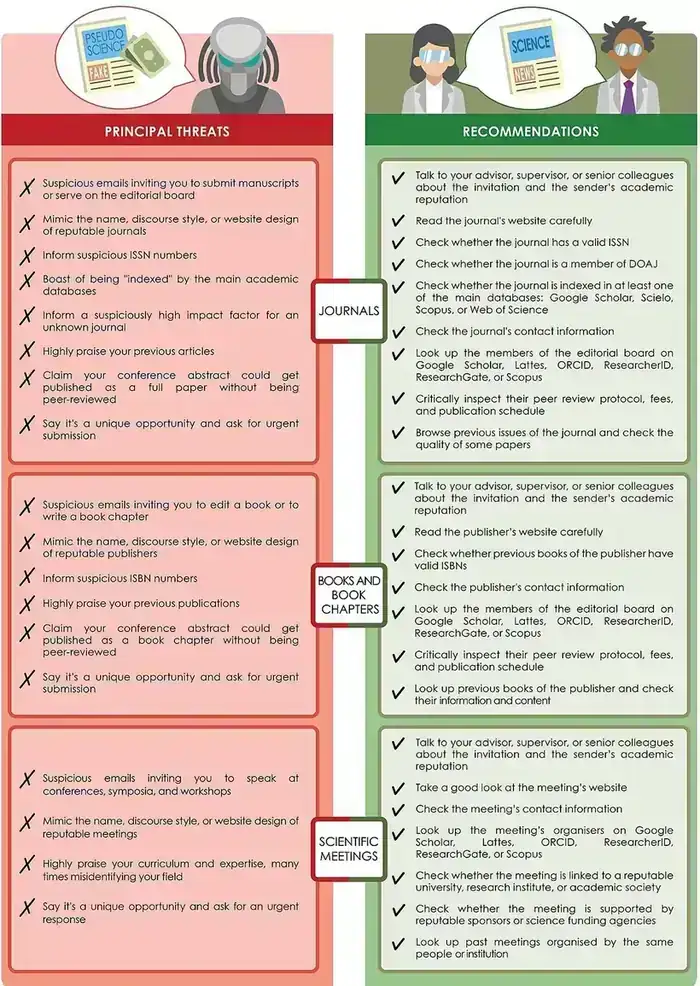 PSEUDO
SCIENCE
FAKE
SCIENCE
NEWS
PRINCIPAL THREATS
RECOMMENDATIONS
JOURNALS
✗ Suspicious emails inviting you to submit manuscripts
or serve on the editorial board
✗ Mimic the name, discourse style, or website design
of reputable journals
✗ Inform suspicious ISSN numbers
✗ Boast of being "indexed" by the main academic
databases
✗ Inform a suspiciously high impact factor for an
unknown journal
✗ Highly praise your previous articles
✗ Claim your conference abstract could get
published as a full paper without being
peer-reviewed
✗ Say it's a unique opportunity and ask for urgent
submission
✓ Talk to your advisor, supervisor, or senior colleagues
about the invitation and the sender's academic
reputation
✓ Read the journal's website carefully
✓ Check whether the journal has a valid ISSN
✓ Check whether the journal is a member of DOAJ
✓ Check whether the journal is indexed in at least one
of the main databases: Google Scholar, Scielo,
Scopus, or Web of Science
✓ Check the journal's contact information
✓ Look up the members of the editorial board on
Google Scholar, Lattes, ORCID, ResearcherID,
ResearchGate, or Scopus
✓ Critically inspect their peer review protocol, fees,
and publication schedule
✓ Browse previous issues of the journal and check the
quality of some papers
BOOKS AND
BOOK
CHAPTERS
✗ Suspicious emails inviting you to edit a book or to
write a book chapter
✗ Mimic the name, discourse style, or website design
of reputable publishers
✗ Inform suspicious ISBN numbers
✗ Highly praise your previous publications
✗ Claim your conference abstract could get
published as a book chapter without being
peer-reviewed
✗ Say it's a unique opportunity and ask for urgent
submission
✓ Talk to your advisor, supervisor, or senior colleagues
about the invitation and the sender's academic
reputation
✓ Read the publisher's website carefully
✓ Check whether previous books of the publisher have
valid ISBNs
✓ Check the publisher's contact information
✓ Look up the members of the editorial board on
Google Scholar, Lattes, ORCID, ResearcherID,
ResearchGate, or Scopus
✓ Critically inspect their peer review protocol, fees,
and publication schedule
✓ Look up previous books of the publisher and check
their information and content
SCIENTIFIC
MEETINGS
✗ Suspicious emails inviting you to speak at
conferences, symposia, and workshops
✗ Mimic the name, discourse style, or website design of
reputable meetings
✗ Highly praise your curriculum and expertise, many
times misidentifying your field
✗ Say it's a unique opportunity and ask for an urgent
response
✓ Talk to your advisor, supervisor, or senior colleagues
about the invitation and the sender's academic
reputation
✓ Take a good look at the meeting's website
✓ Check the meeting's contact information
✓ Look up the meeting's organisers on Google
Scholar, Lattes, ORCID, ResearcherID,
ResearchGate, or Scopus
✓ Check whether the meeting is linked to a reputable
university, research institute, or academic society
✓ Check whether the meeting is supported by
reputable sponsors or science funding agencies
✓ Look up past meetings organised by the same
people or institution